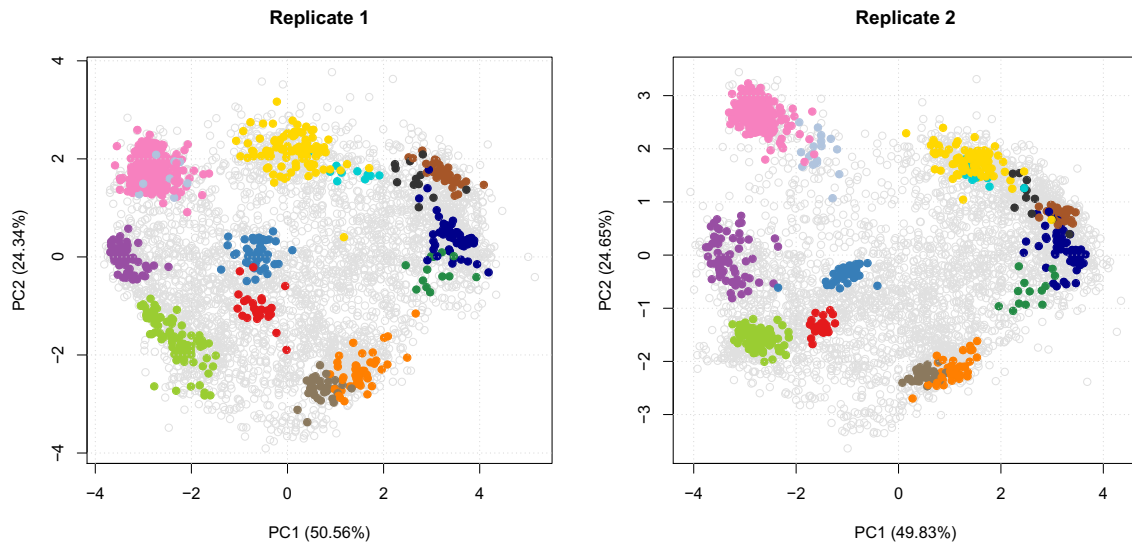 Replicate 1
4
2
0
−2
−4
PC2 (24.34%)
−4 −2 0 2 4
PC1 (50.56%)
Replicate 2
3
2
1
0
−1
−2
−3
PC2 (24.65%)
−4 −2 0 2 4
PC1 (49.83%)